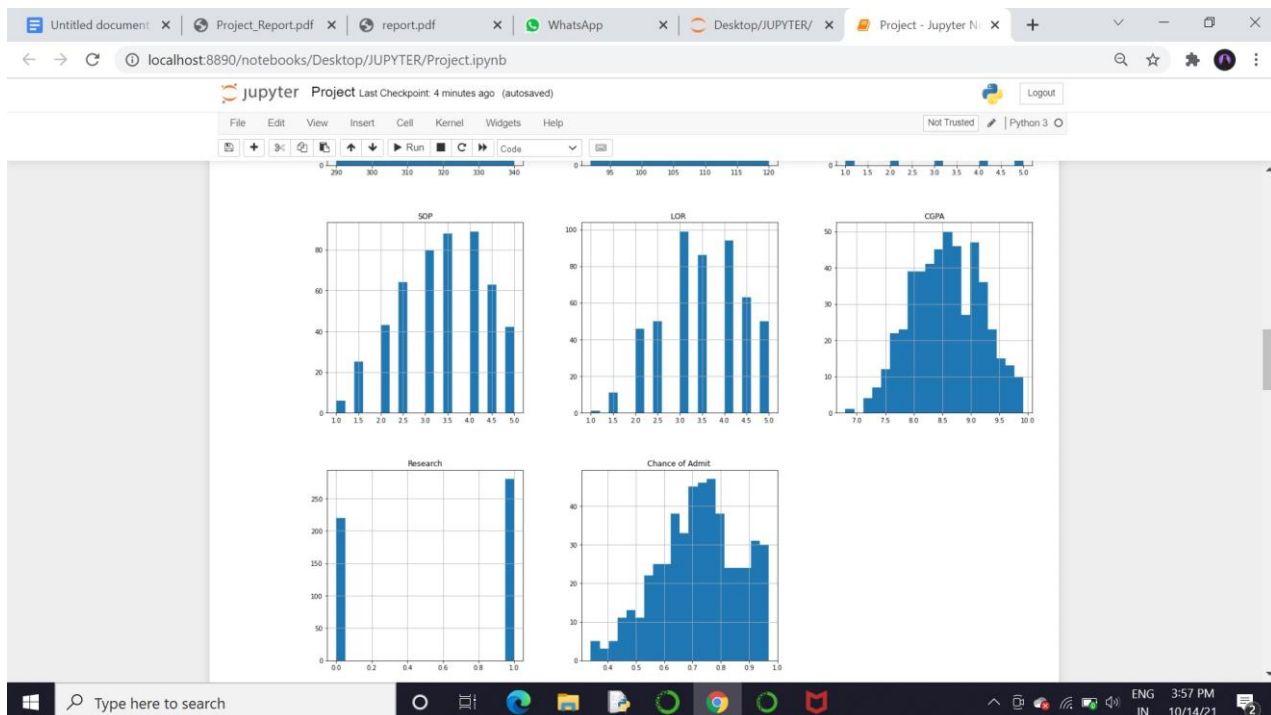 Untitled document Project_Report.pdf report.pdf WhatsApp Desktop/JUPYTER/ Project - Jupyter N
localhost:8890/notebooks/Desktop/JUPYTER/Project.ipynb
jupyter Project Last Checkpoint: 4 minutes ago (autosaved) Logout
File Edit View Insert Cell Kernel Widgets Help Not Trusted Python 3
Run Code
0 0 0
290 300 310 320 330 340 95 100 105 110 115 120 1.0 1.5 2.0 2.5 3.0 3.5 4.0 4.5 5.0
SOP
80
60
40
20
0
1.0 1.5 2.0 2.5 3.0 3.5 4.0 4.5 5.0
LOR
100
80
60
40
20
0
1.0 1.5 2.0 2.5 3.0 3.5 4.0 4.5 5.0
CGPA
50
40
30
20
10
0
7.0 7.5 8.0 8.5 9.0 9.5 10.0
Research
250
200
150
100
50
0
0.0 0.2 0.4 0.6 0.8 1.0
Chance of Admit
40
30
20
10
0
0.4 0.5 0.6 0.7 0.8 0.9 1.0
Type here to search ENG 3:57 PM
IN 10/14/21 2